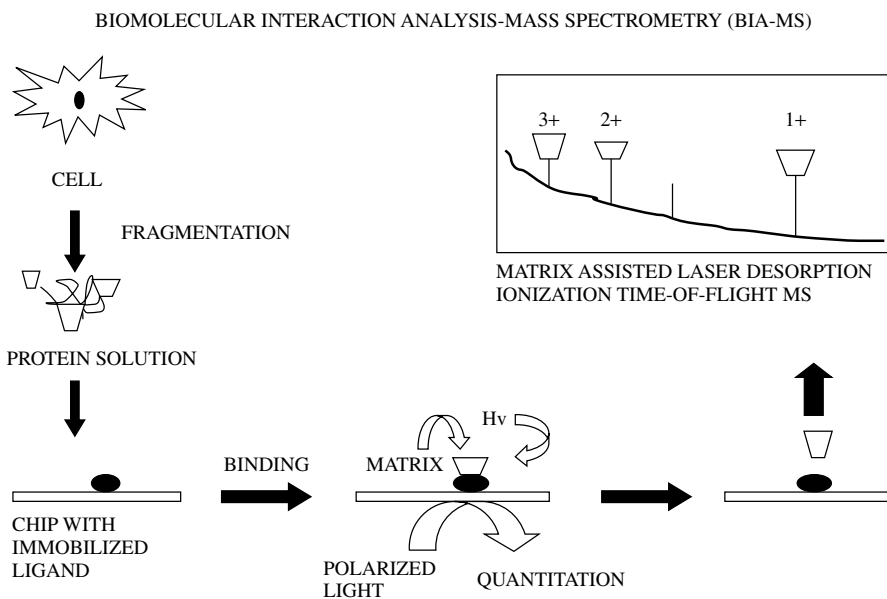 BIOMOLECULAR INTERACTION ANALYSIS-MASS SPECTROMETRY (BIA-MS)
CELL
FRAGMENTATION
PROTEIN SOLUTION
3+ 2+ 1+
MATRIX ASSISTED LASER DESORPTION
IONIZATION TIME-OF-FLIGHT MS
CHIP WITH
IMMOBILIZED
LIGAND
BINDING
MATRIX
Hv
POLARIZED
LIGHT
QUANTITATION